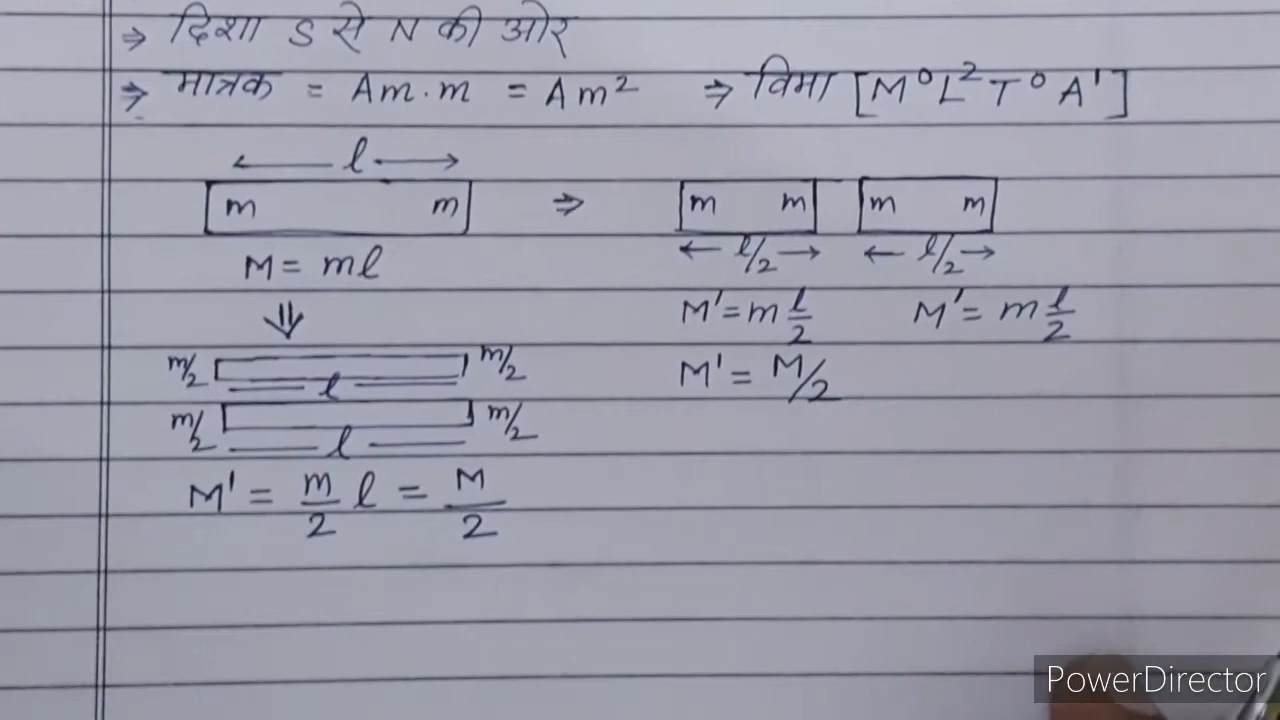 ⇒ दिशा S से N की ओर
⇒ मात्रक = Am.m = Am² ⇒ विमा [M⁰L²T⁰A¹]
← l → 
m m ⇒ m m m m
← l/2 → ← l/2 →
M = ml
⇓
M' = m l/2 M' = m l/2
m/2 l m/2
M' = M/2
m/2 l m/2
M' = m/2 l = M/2
PowerDirector